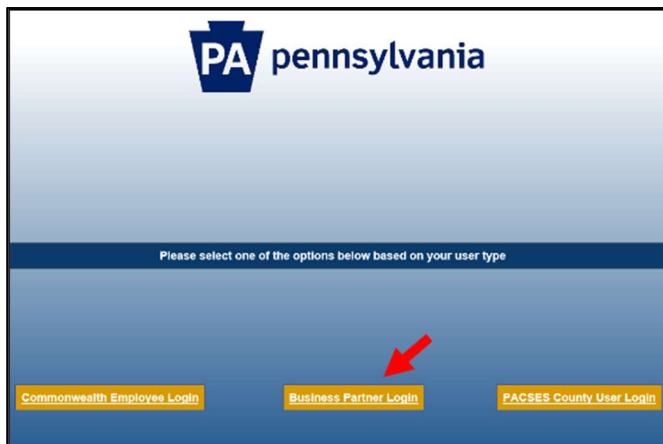 PA pennsylvania
Please select one of the options below based on your user type
Commonwealth Employee Login
Business Partner Login
PACSES County User Login